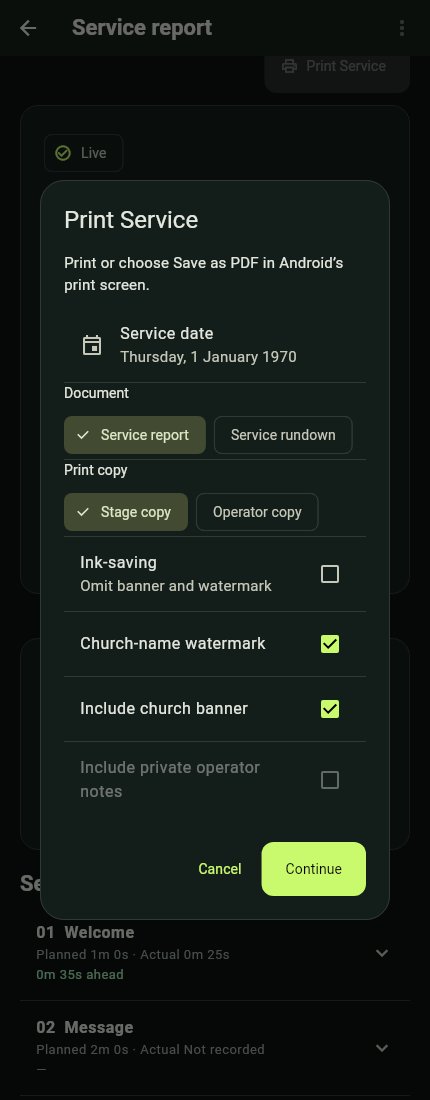 Service report
Print Service
Live
Print Service
Print or choose Save as PDF in Android’s
print screen.
Service date
Thursday, 1 January 1970
Document
Service report
Service rundown
Print copy
Stage copy
Operator copy
Ink-saving
Omit banner and watermark
Church-name watermark
Include church banner
Include private operator
notes
Cancel
Continue
Se
01 Welcome
Planned 1m 0s · Actual 0m 25s
0m 35s ahead
02 Message
Planned 2m 0s · Actual Not recorded
—